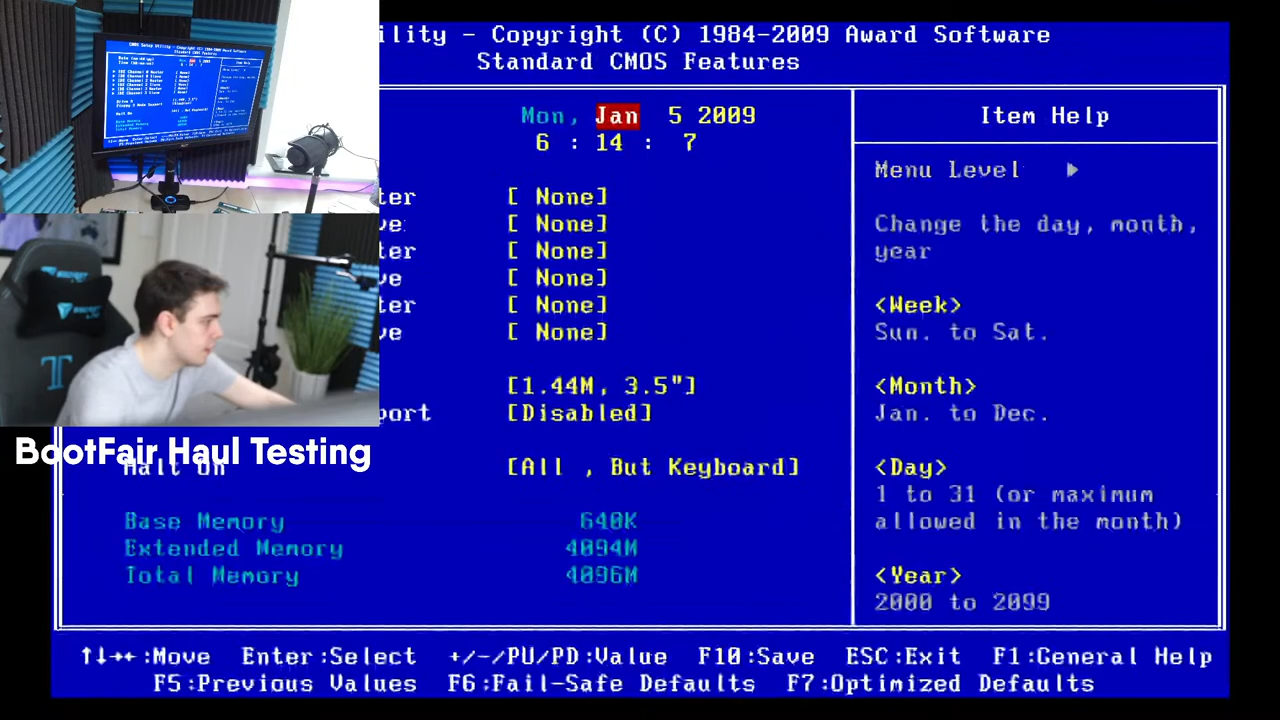 ility - Copyright (C) 1984-2009 Award Software
Standard CMOS Features
Mon, Jan 5 2009
6 : 14 : 7
Item Help
Menu Level
ter [ None]
ve [ None]
ter [ None]
ve [ None]
ter [ None]
ve [ None]
Change the day, month,
year
<Week>
Sun. to Sat.
[1.44M, 3.5"]
port [Disabled]
<Month>
Jan. to Dec.
BootFair Haul Testing
Halt On [All , But Keyboard]
<Day>
1 to 31 (or maximum
allowed in the month)
Base Memory 640K
Extended Memory 4094M
Total Memory 4096M
<Year>
2000 to 2099
↑↓→←:Move Enter:Select +/-/PU/PD:Value F10:Save ESC:Exit F1:General Help
F5:Previous Values F6:Fail-Safe Defaults F7:Optimized Defaults